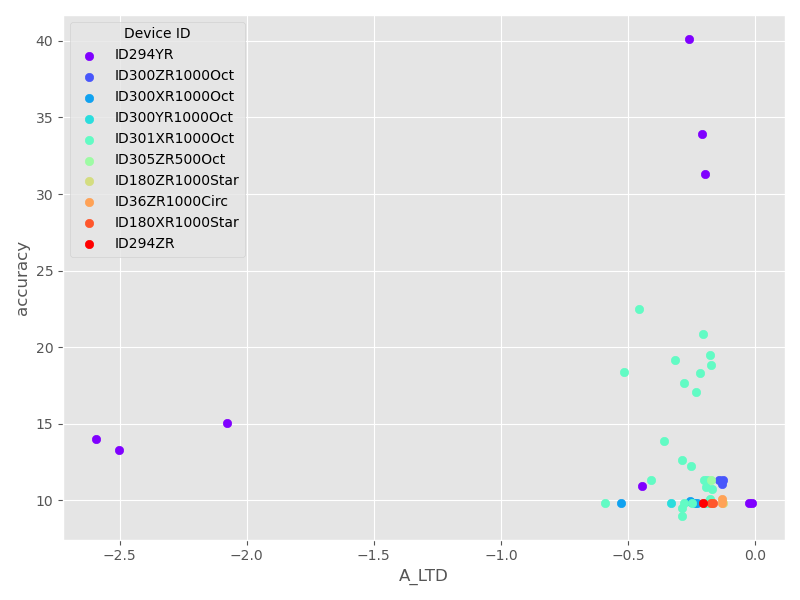 Device ID
ID294YR
ID300ZR1000Oct
ID300XR1000Oct
ID300YR1000Oct
ID301XR1000Oct
ID305ZR500Oct
ID180ZR1000Star
ID36ZR1000Circ
ID180XR1000Star
ID294ZR
accuracy
40
35
30
25
20
15
10
−2.5 −2.0 −1.5 −1.0 −0.5 0.0
A_LTD